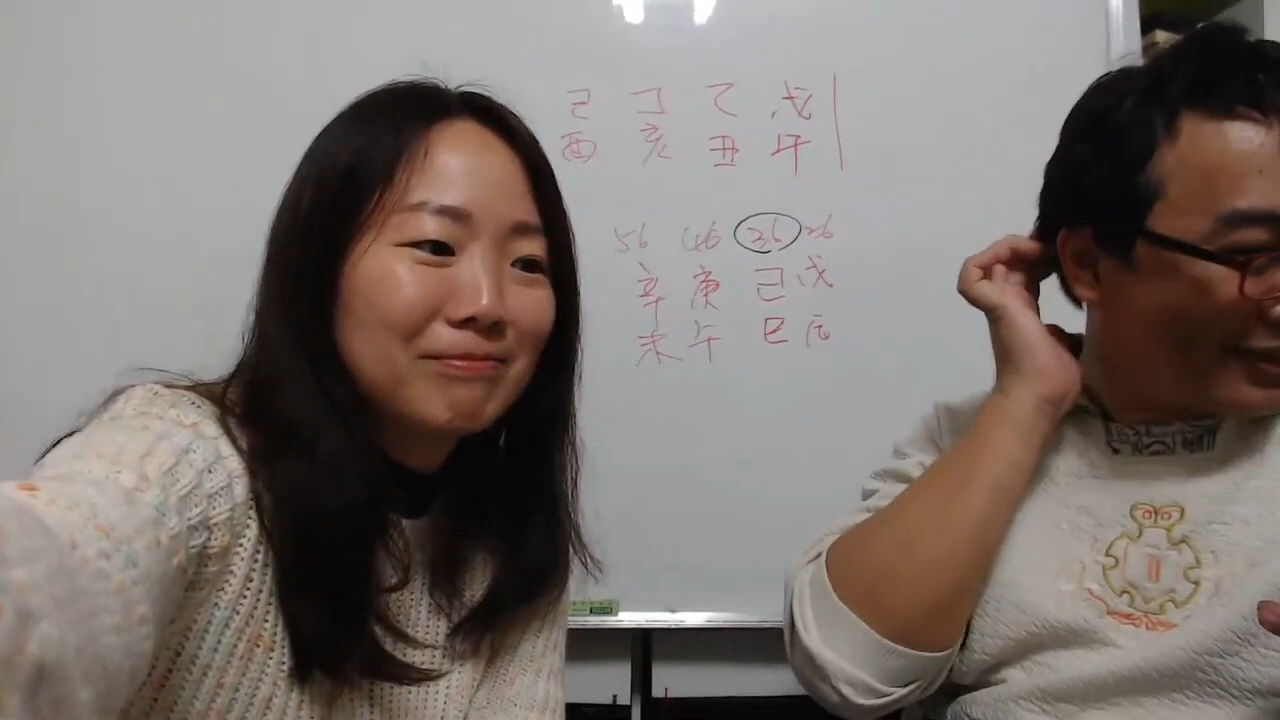 己 丁 乙 戊
酉 亥 丑 午
56 46 36 26
辛 庚 己 戊
未 午 巳 辰